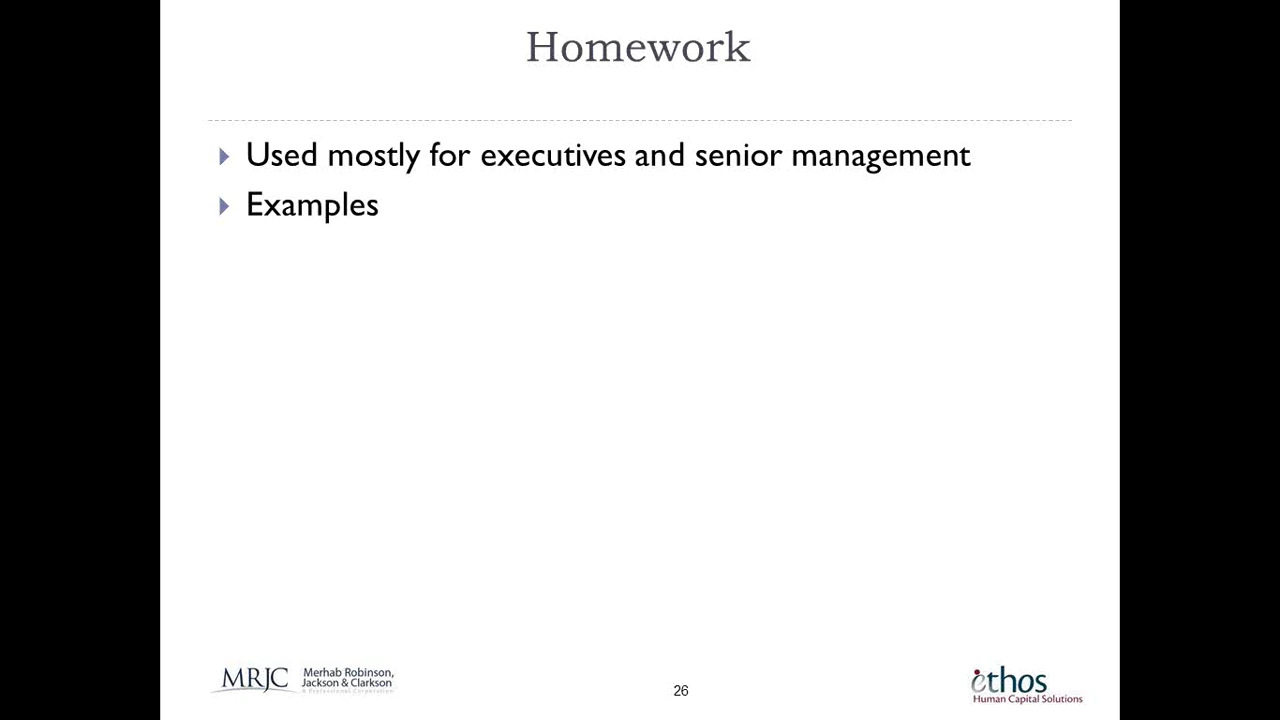 Homework
Used mostly for executives and senior management
Examples
MRJC
Merhab Robinson,
Jackson & Clarkson
A Professional Corporation
26
ethos
Human Capital Solutions